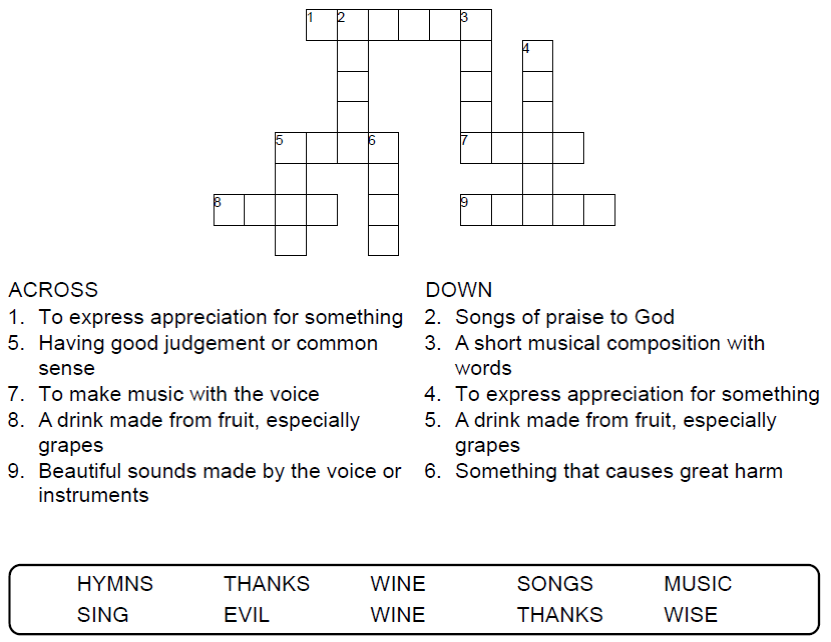 1 2 3
4
5 6 7
8 9
ACROSS
1. To express appreciation for something
5. Having good judgement or common
sense
7. To make music with the voice
8. A drink made from fruit, especially
grapes
9. Beautiful sounds made by the voice or
instruments
DOWN
2. Songs of praise to God
3. A short musical composition with
words
4. To express appreciation for something
5. A drink made from fruit, especially
grapes
6. Something that causes great harm
HYMNS THANKS WINE SONGS MUSIC
SING EVIL WINE THANKS WISE